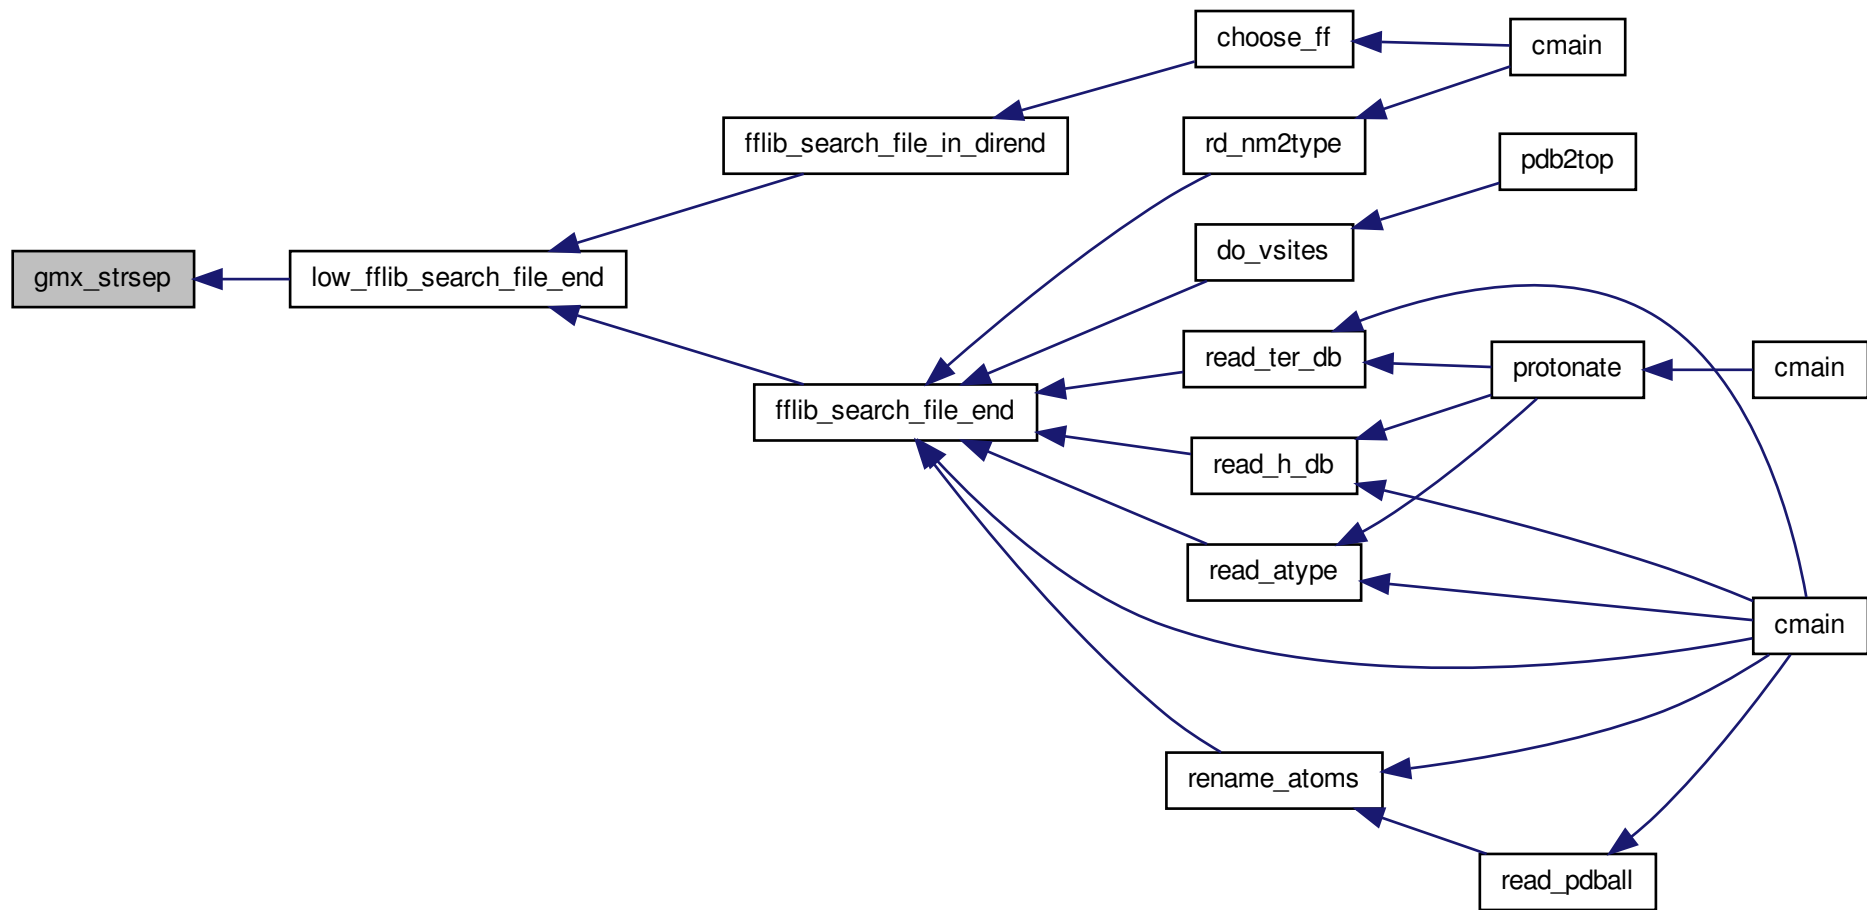 choose_ff
cmain
fflib_search_file_in_dirend
rd_nm2type
pdb2top
gmx_strsep
low_fflib_search_file_end
do_vsites
read_ter_db
protonate
cmain
fflib_search_file_end
read_h_db
read_atype
cmain
rename_atoms
read_pdball